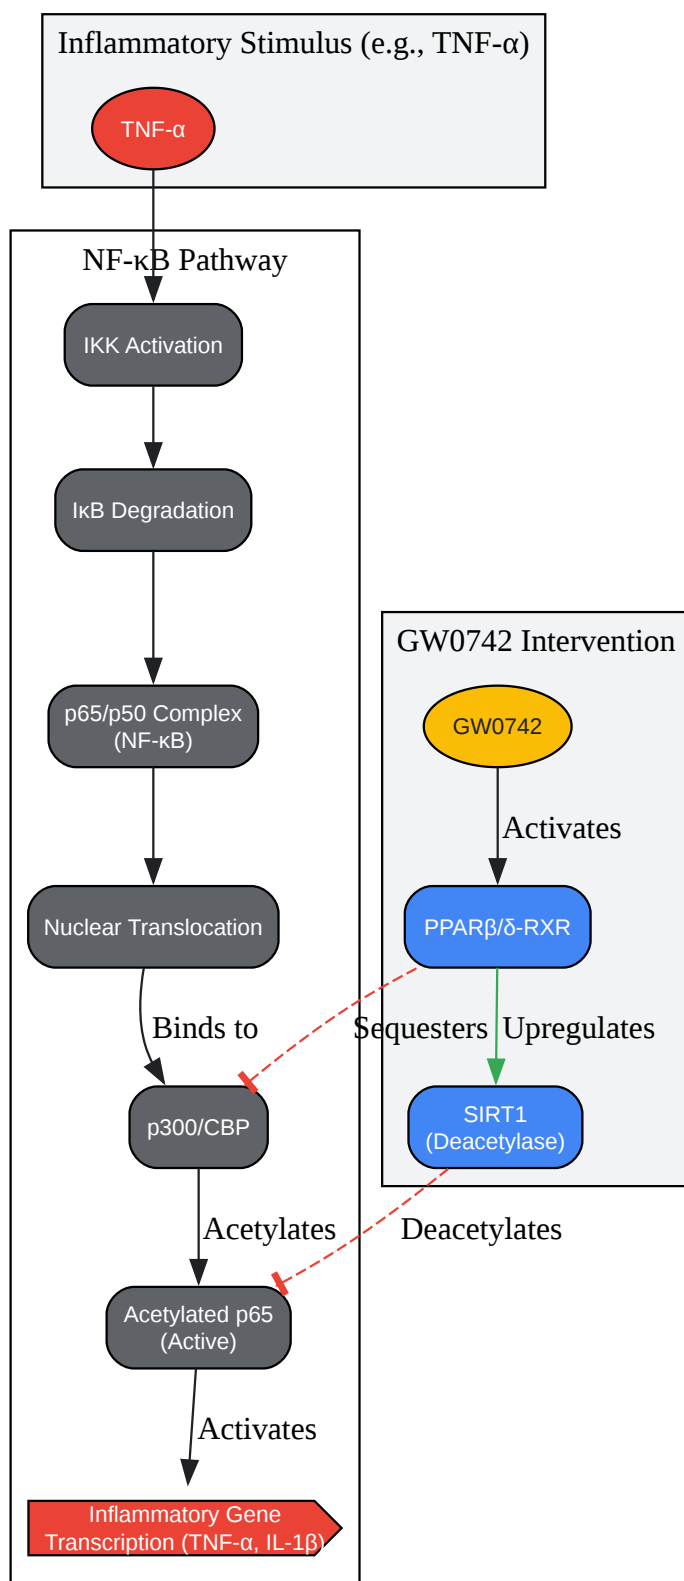 Inflammatory Stimulus (e.g., TNF-α)
TNF-α
NF-κB Pathway
IKK Activation
IκB Degradation
GW0742 Intervention
p65/p50 Complex
(NF-κB)
GW0742
Activates
Nuclear Translocation
PPARβ/δ-RXR
Binds to
Sequesters
Upregulates
p300/CBP
SIRT1
(Deacetylase)
Acetylates
Deacetylates
Acetylated p65
(Active)
Activates
Inflammatory Gene
Transcription (TNF-α, IL-1β)